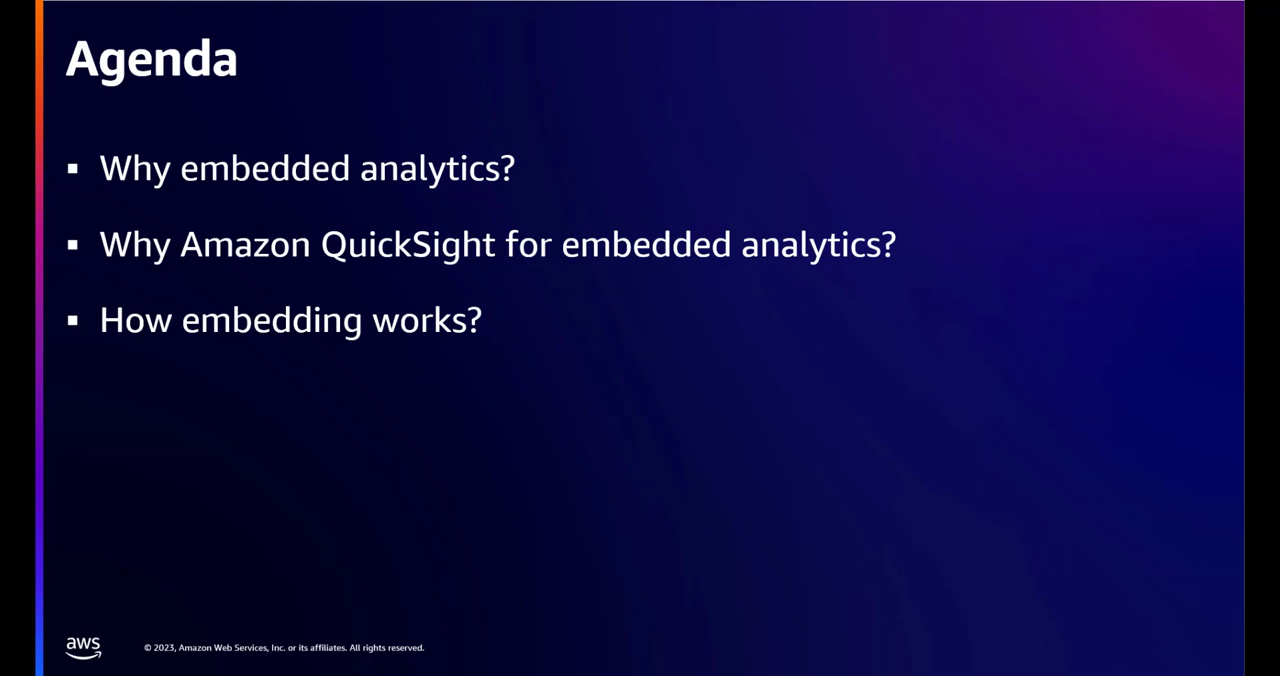 Agenda
▪ Why embedded analytics?
▪ Why Amazon QuickSight for embedded analytics?
▪ How embedding works?
aws
© 2023, Amazon Web Services, Inc. or its affiliates. All rights reserved.